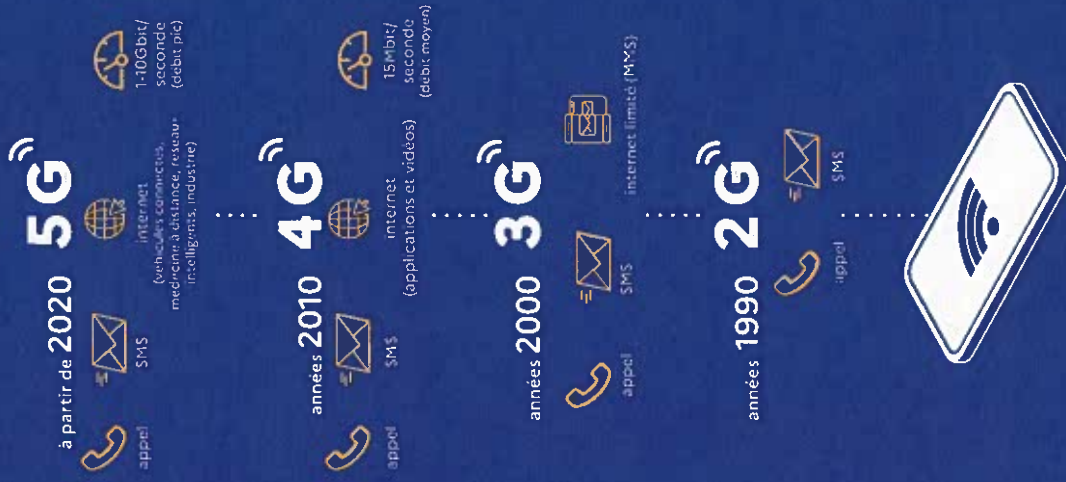 à partir de 2020 5G
appel
SMS
internet
(véhicules connectés,
médecine à distance, réseaux
intelligents, industrie)
1-10Gbit/
seconde
(débit pic)
années 2010 4G
appel
SMS
internet
(applications et vidéos)
15Mbit/
seconde
(débit moyen)
années 2000 3G
appel
SMS
internet limité (MMS)
années 1990 2G
appel
SMS